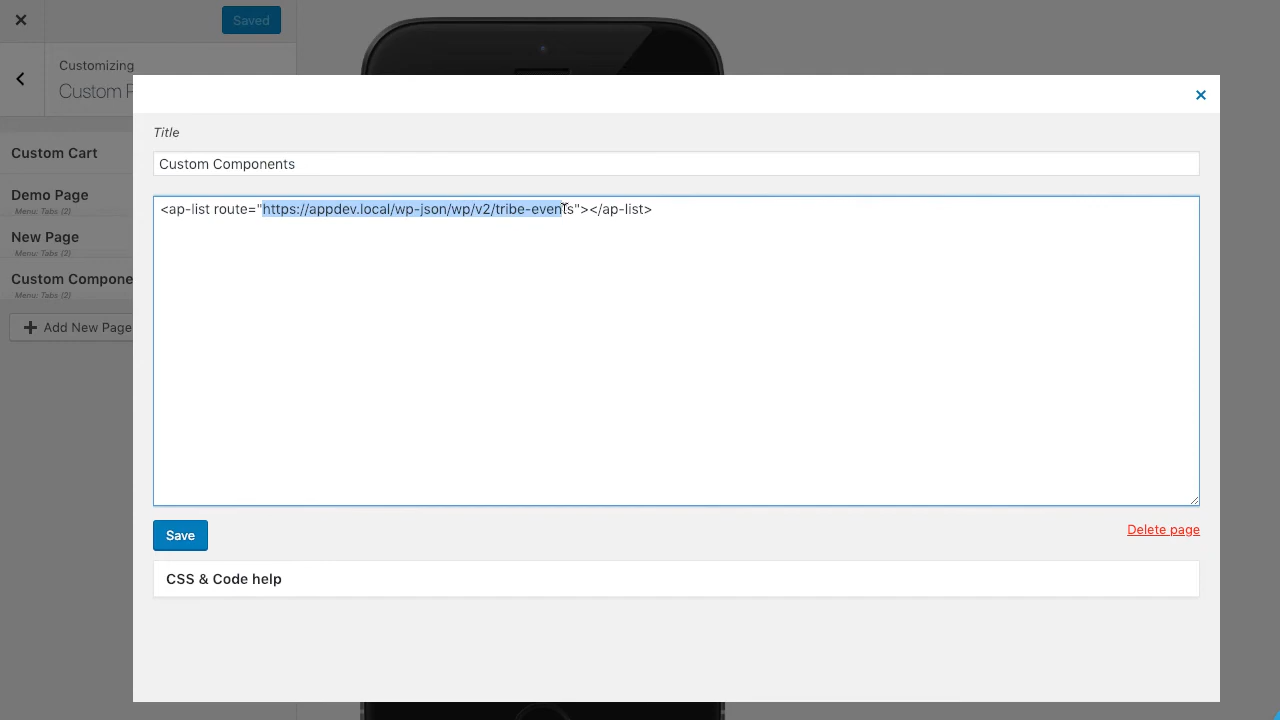 Saved
Customizing
Custom
Custom Cart
Demo Page
Menu: Tabs (2)
New Page
Menu: Tabs (2)
Custom Compone
Menu: Tabs (2)
Add New Page
×
Title
Custom Components
<ap-list route="https://appdev.local/wp-json/wp/v2/tribe-events"></ap-list>
Save
Delete page
CSS & Code help